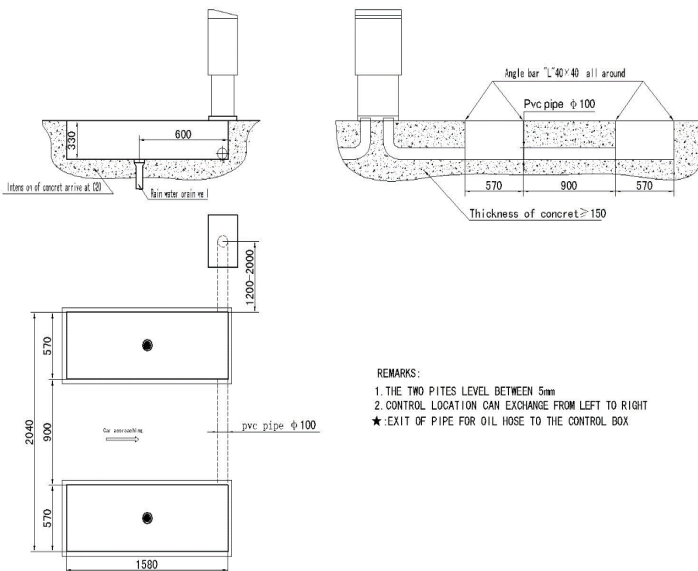 Angle bar "L"40×40 all around
Pvc pipe ϕ100
600
330
570 900 570
Thickness of concret≥150
Intens on of concret arrive at C20
Rain water orain we l
1200-2000
570
900
570
2040
Car approaching
pvc pipe ϕ100
1580
REMARKS:
1. THE TWO PITES LEVEL BETWEEN 5mm
2. CONTROL LOCATION CAN EXCHANGE FROM LEFT TO RIGHT
★:EXIT OF PIPE FOR OIL HOSE TO THE CONTROL BOX